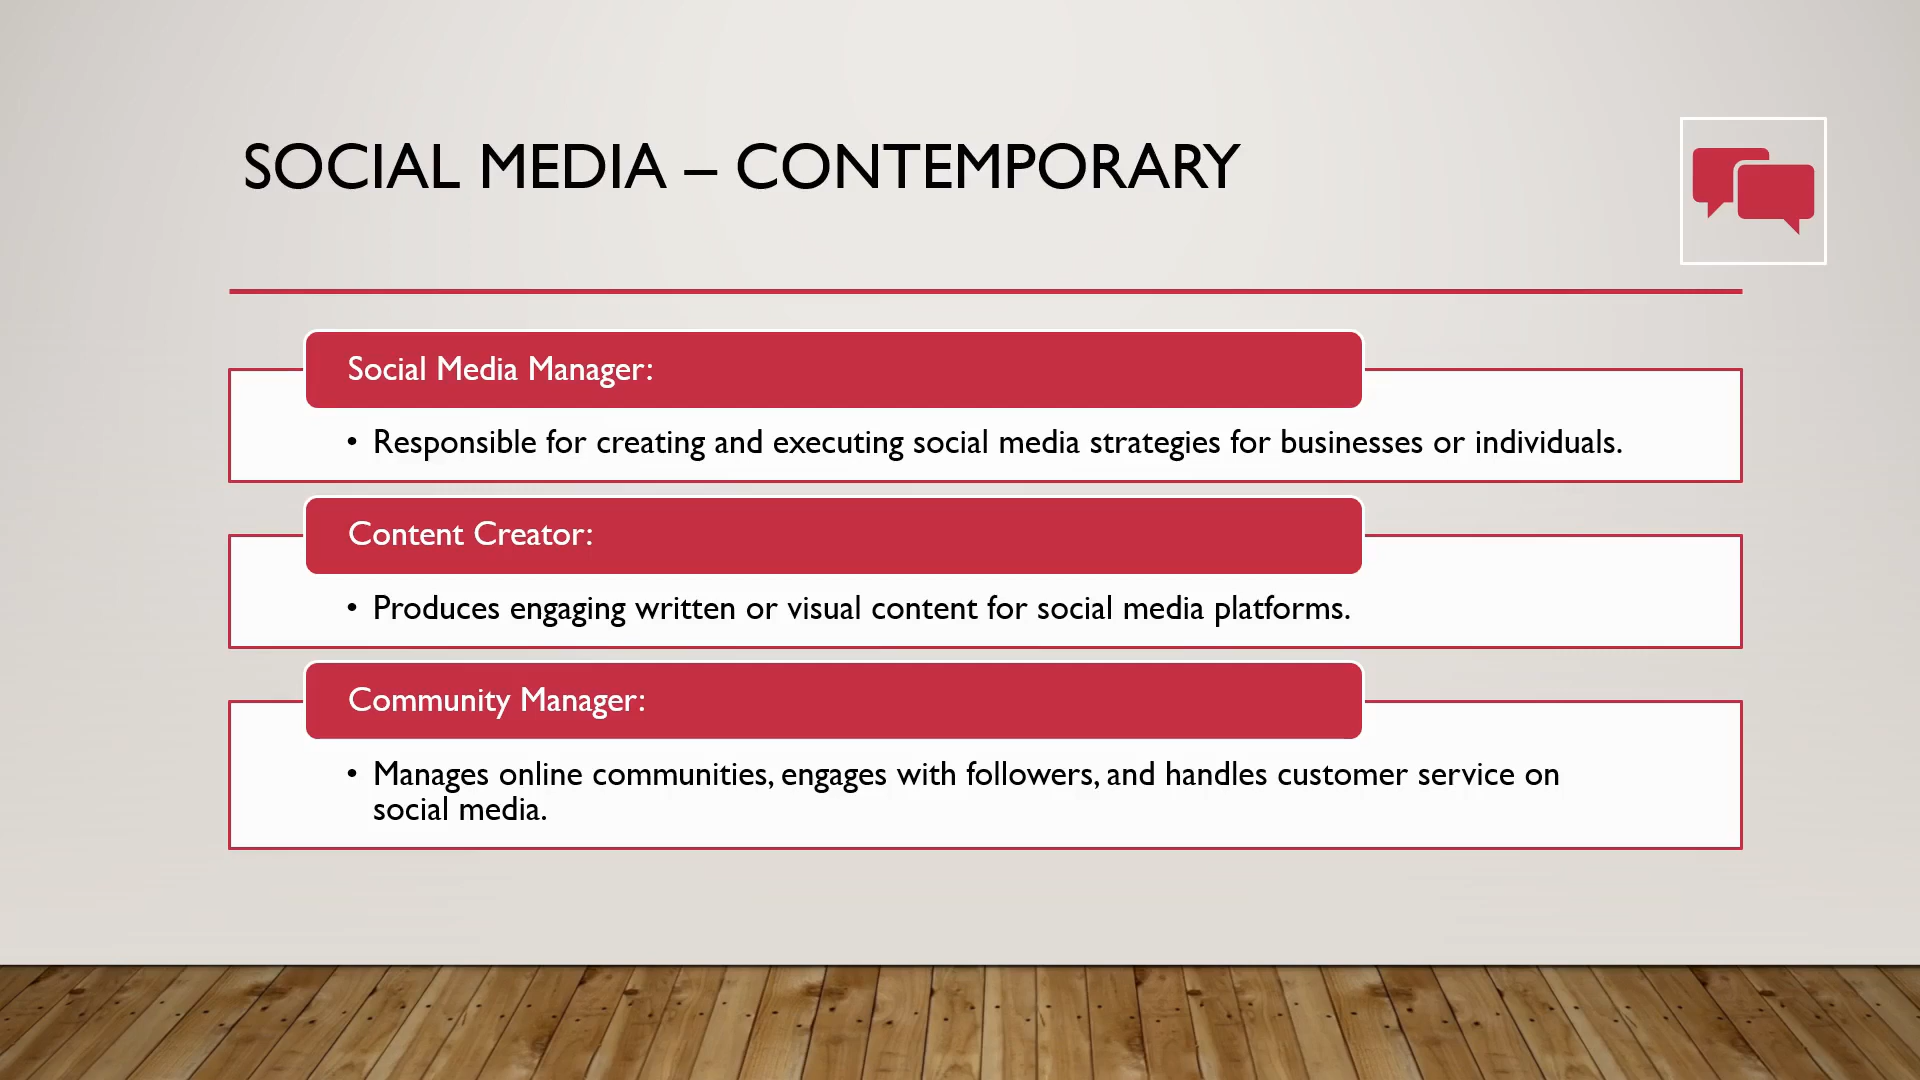 SOCIAL MEDIA – CONTEMPORARY
Social Media Manager:
• Responsible for creating and executing social media strategies for businesses or individuals.
Content Creator:
• Produces engaging written or visual content for social media platforms.
Community Manager:
• Manages online communities, engages with followers, and handles customer service on
social media.